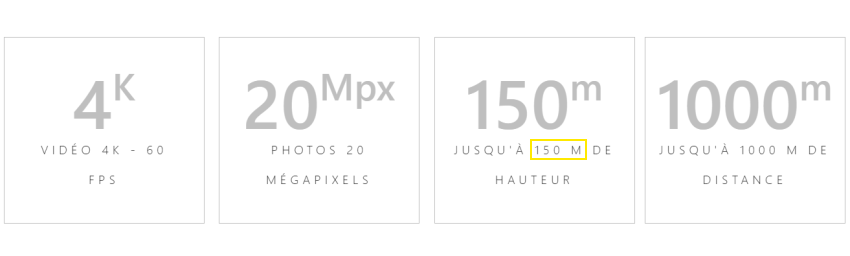 4K
VIDÉO 4K - 60
FPS
20Mpx
PHOTOS 20
MÉGAPIXELS
150m
JUSQU'À 150 M DE
HAUTEUR
1000m
JUSQU'À 1000 M DE
DISTANCE